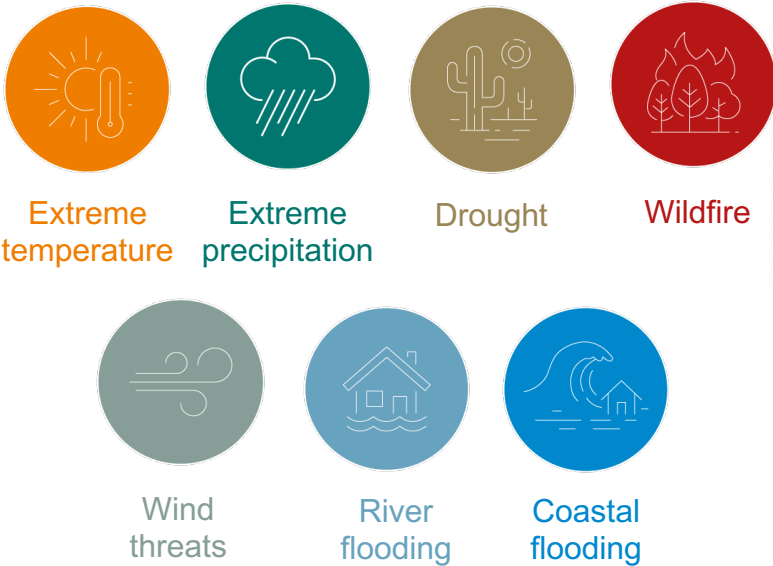 Extreme
temperature
Extreme
precipitation
Drought
Wildfire
Wind
threats
River
flooding
Coastal
flooding